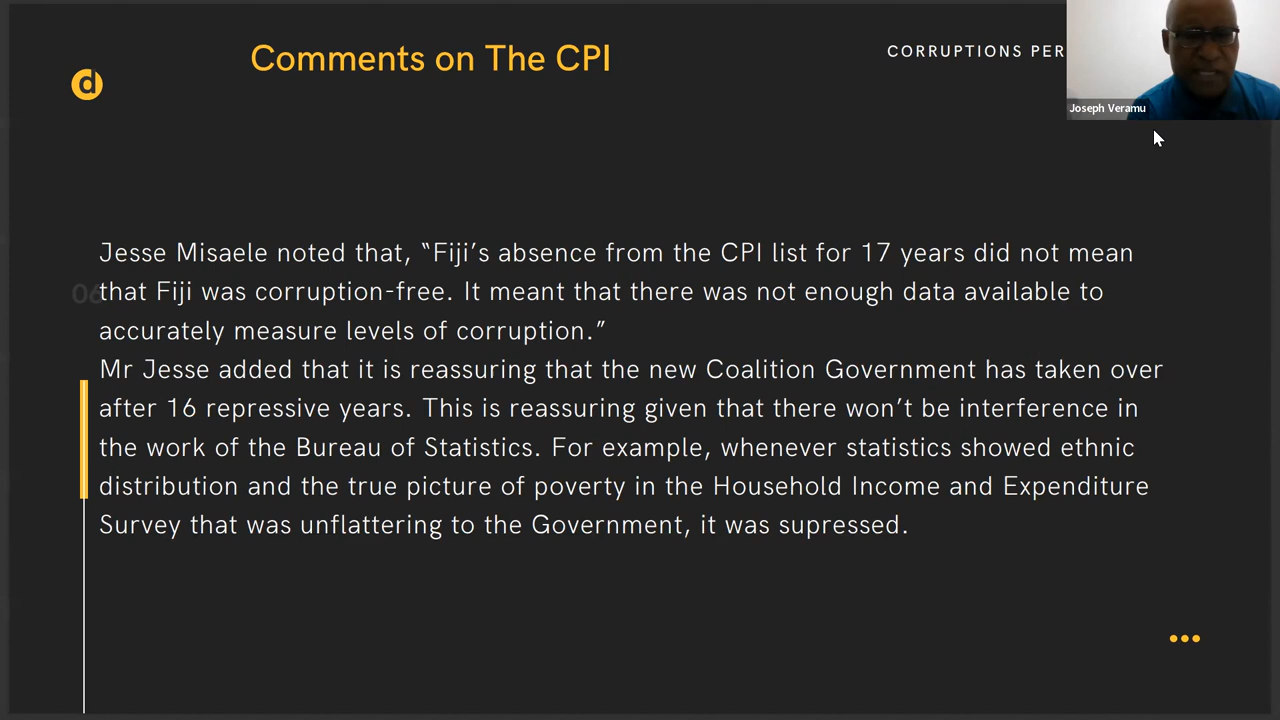 Comments on The CPI
CORRUPTIONS PER
Joseph Veramu
d
06
Jesse Misaele noted that, “Fiji’s absence from the CPI list for 17 years did not mean
that Fiji was corruption-free. It meant that there was not enough data available to
accurately measure levels of corruption.”
Mr Jesse added that it is reassuring that the new Coalition Government has taken over
after 16 repressive years. This is reassuring given that there won’t be interference in
the work of the Bureau of Statistics. For example, whenever statistics showed ethnic
distribution and the true picture of poverty in the Household Income and Expenditure
Survey that was unflattering to the Government, it was supressed.